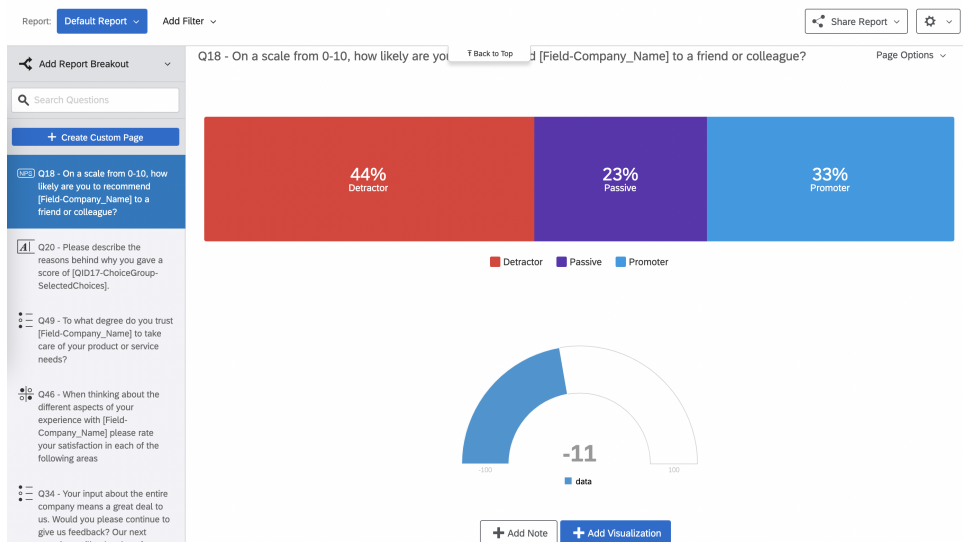 Report:
Default Report
Add Filter
Share Report
Add Report Breakout
Search Questions
+ Create Custom Page
NPS Q18 - On a scale from 0-10, how
likely are you to recommend
[Field-Company_Name] to a
friend or colleague?
Q20 - Please describe the
reasons behind why you gave a
score of [QID17-ChoiceGroup-
SelectedChoices].
Q49 - To what degree do you trust
[Field-Company_Name] to take
care of your product or service
needs?
Q46 - When thinking about the
different aspects of your
experience with [Field-
Company_Name] please rate
your satisfaction in each of the
following areas
Q34 - Your input about the entire
company means a great deal to
us. Would you please continue to
give us feedback? Our next
Q18 - On a scale from 0-10, how likely are you d [Field-Company_Name] to a friend or colleague?
Back to Top
Page Options
44%
Detractor
23%
Passive
33%
Promoter
Detractor Passive Promoter
-11
-100 100
data
+ Add Note
+ Add Visualization